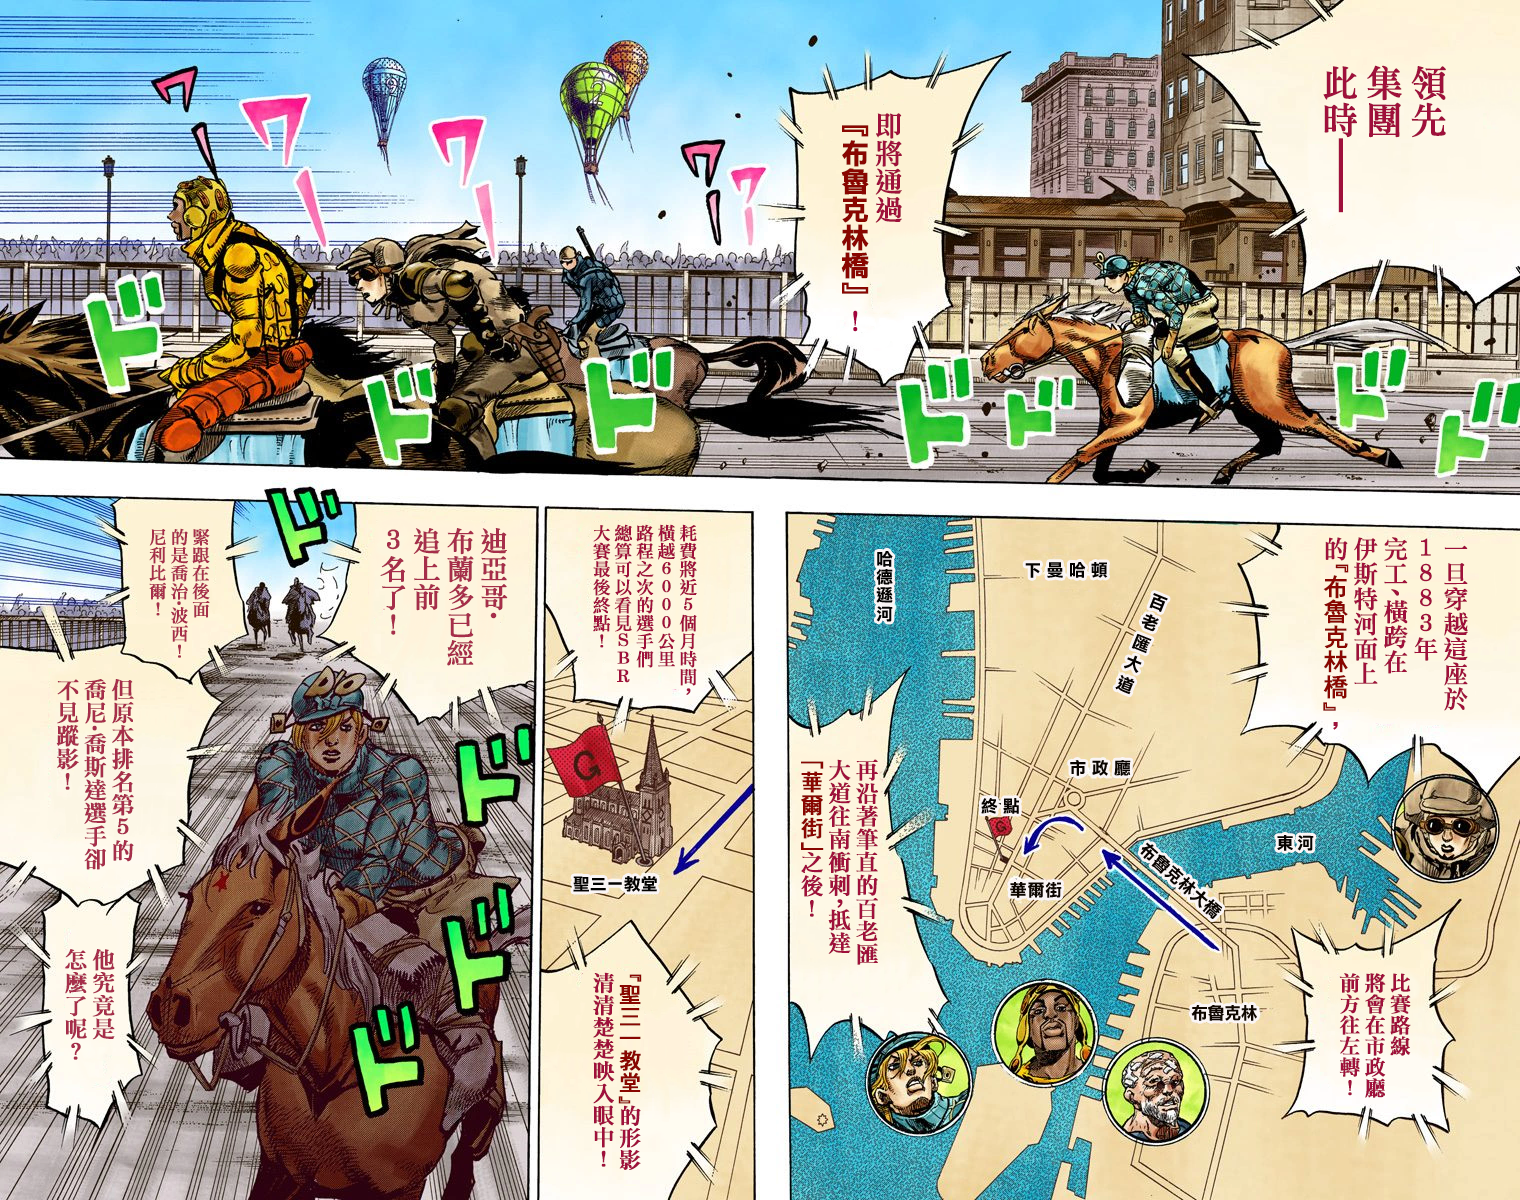 領先
集團
此時──
即將通過
『布魯克林橋』！
ワー
ワー
ワー
ワー
ワー
ドド
ドド
ドド
ドド
一旦穿越這座於
1883年
完工、橫跨在
伊斯特河面上
的『布魯克林橋』，
比賽路線
將會在市政廳
前方往左轉！
再沿著筆直的百老匯
大道往南衝刺，抵達
「華爾街」之後！
哈德遜河
下曼哈頓
百老匯大道
市政廳
終點
G
華爾街
布魯克林大橋
東河
布魯克林
耗費將近5個月時間，
橫越6000公里
路程之次的選手們
總算可以看見SBR
大賽最後終點！
G
聖三一教堂
『聖三一教堂』的形影
清清楚楚映入眼中！
迪亞哥·
布蘭多已經
追上前
3名了！
緊跟在後面
的是喬治·波西！
尼利比爾！
但原本排名第5的
喬尼·喬斯達選手卻
不見蹤影！
他究竟是
怎麼了呢？
DIO
ド
ド
ド
ド